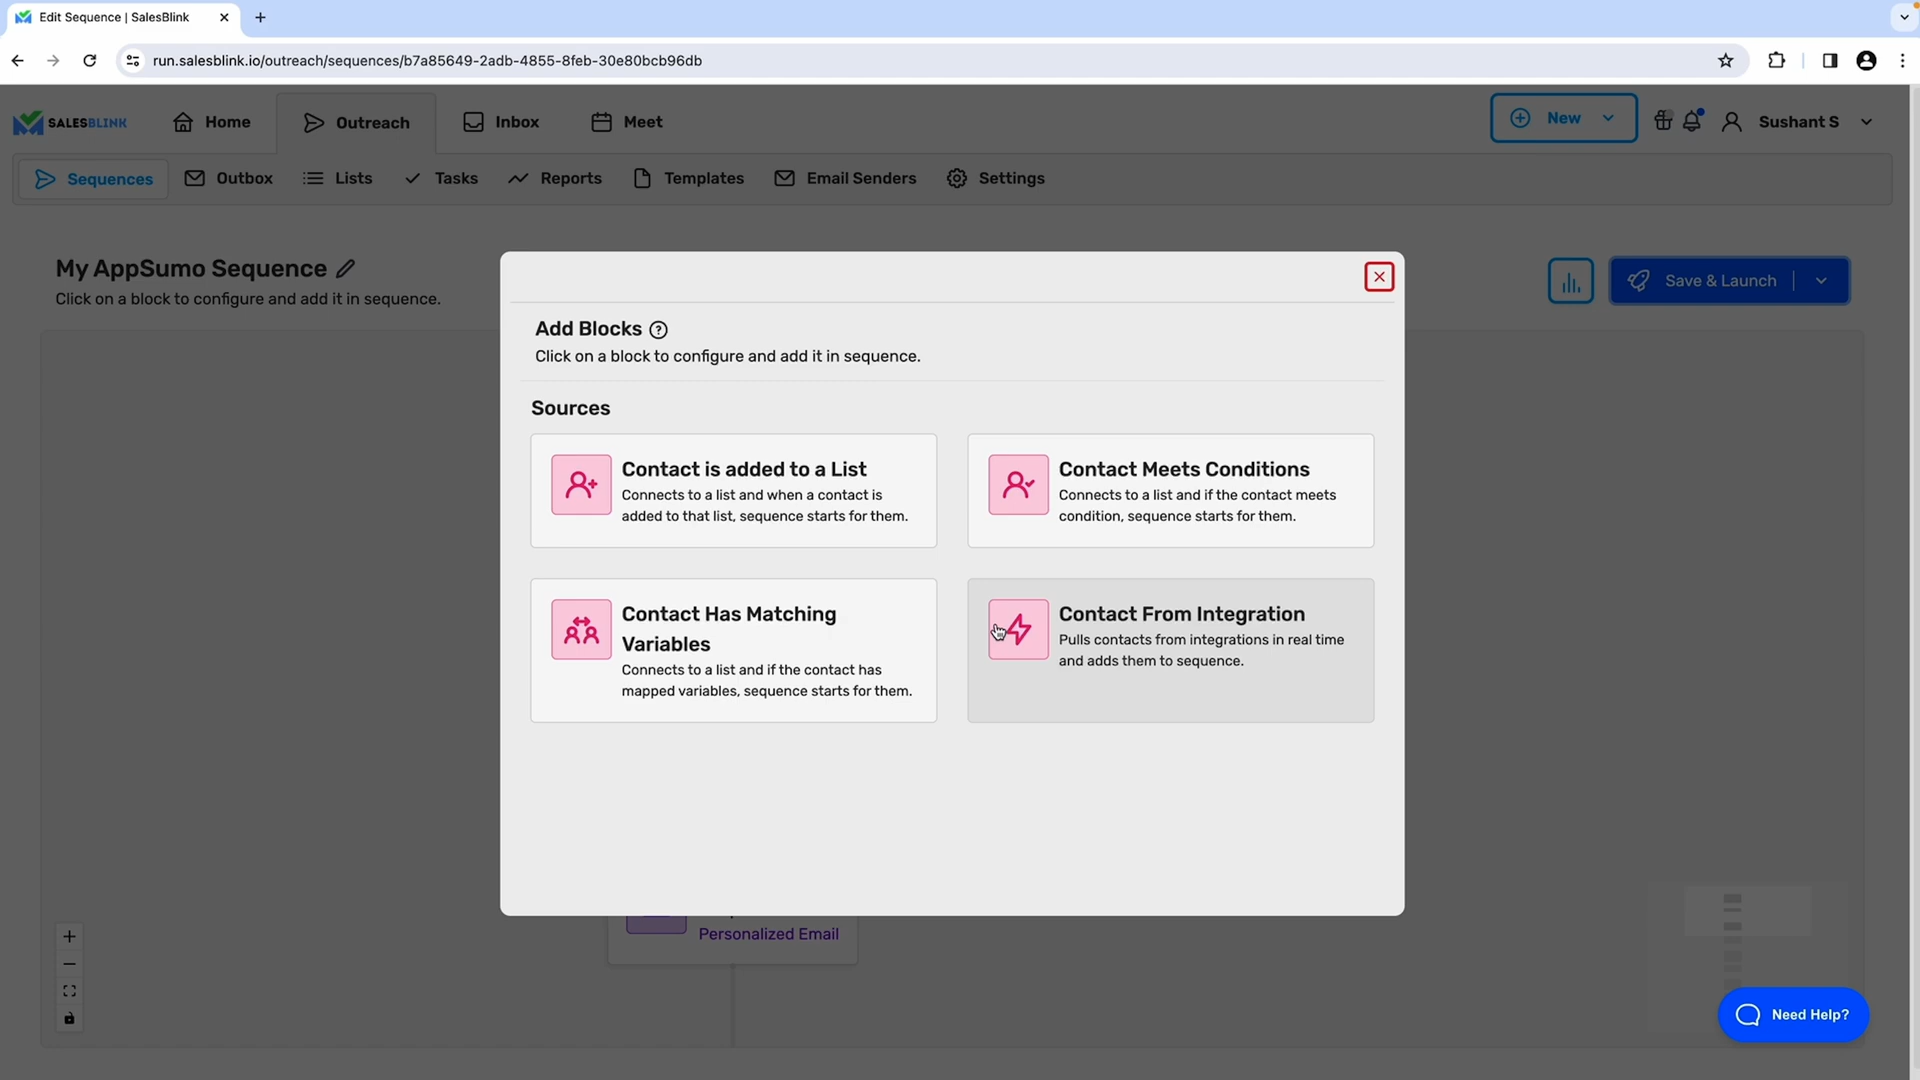 Edit Sequence | SalesBlink
run.salesblink.io/outreach/sequences/b7a85649-2adb-4855-8feb-30e80bcb96db
SALESBLINK
Home
Outreach
Inbox
Meet
New
Sushant S
Sequences
Outbox
Lists
Tasks
Reports
Templates
Email Senders
Settings
My AppSumo Sequence
Click on a block to configure and add it in sequence.
Save & Launch
Add Blocks
Click on a block to configure and add it in sequence.
Sources
Contact is added to a List
Connects to a list and when a contact is
added to that list, sequence starts for them.
Contact Meets Conditions
Connects to a list and if the contact meets
condition, sequence starts for them.
Contact Has Matching
Variables
Connects to a list and if the contact has
mapped variables, sequence starts for them.
Contact From Integration
Pulls contacts from integrations in real time
and adds them to sequence.
Personalized Email
Need Help?